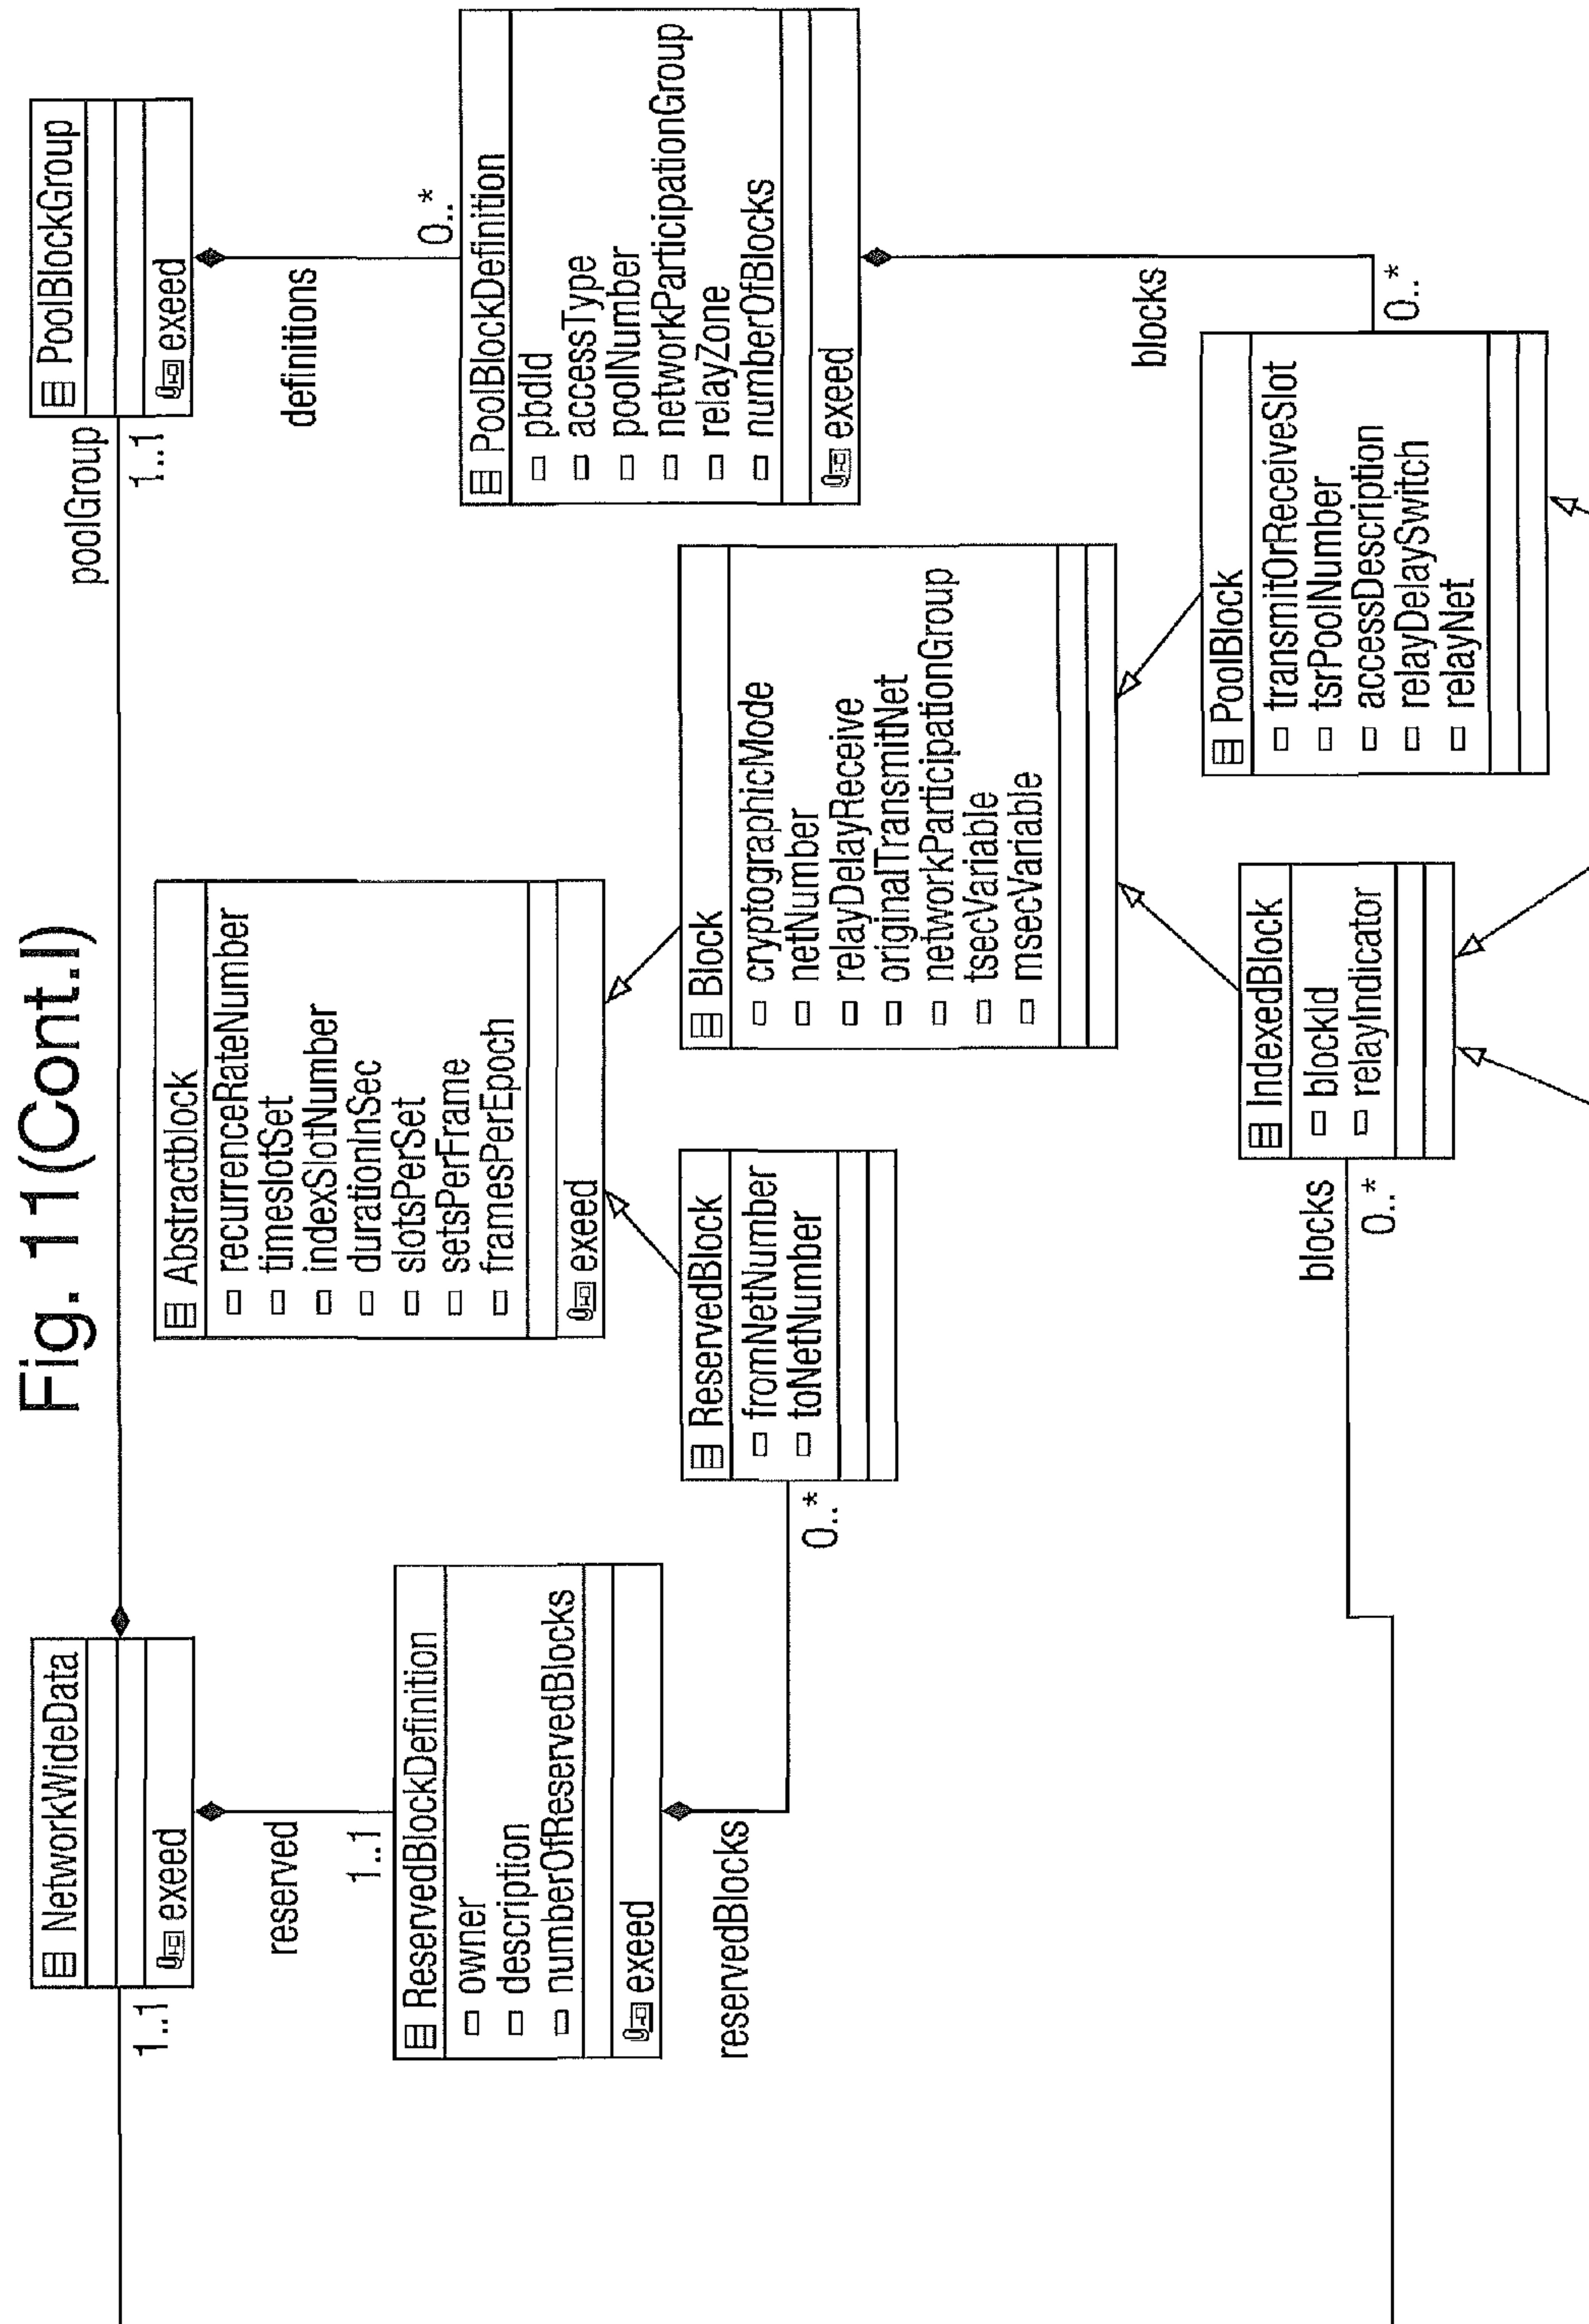 Fig. 11(Cont.I)
NetworkWideData
exeed
1..1
poolGroup
1..1
PoolBlockGroup
exeed
reserved
1..1
ReservedBlockDefinition
owner
description
numberOfReservedBlocks
exeed
reservedBlocks
0..*
ReservedBlock
fromNetNumber
toNetNumber
Abstractblock
recurrenceRateNumber
timeslotSet
indexSlotNumber
durationInSec
slotsPerSet
setsPerFrame
framesPerEpoch
exeed
definitions
0..*
PoolBlockDefinition
pbdId
accessType
poolNumber
networkParticipationGroup
relayZone
numberOfBlocks
exeed
Block
cryptographicMode
netNumber
relayDelayReceive
originalTransmitNet
networkParticipationGroup
tsecVariable
msecVariable
blocks
0..*
IndexedBlock
blockId
relayIndicator
blocks
0..*
PoolBlock
transmitOrReceiveSlot
tsrPoolNumber
accessDescription
relayDelaySwitch
relayNet